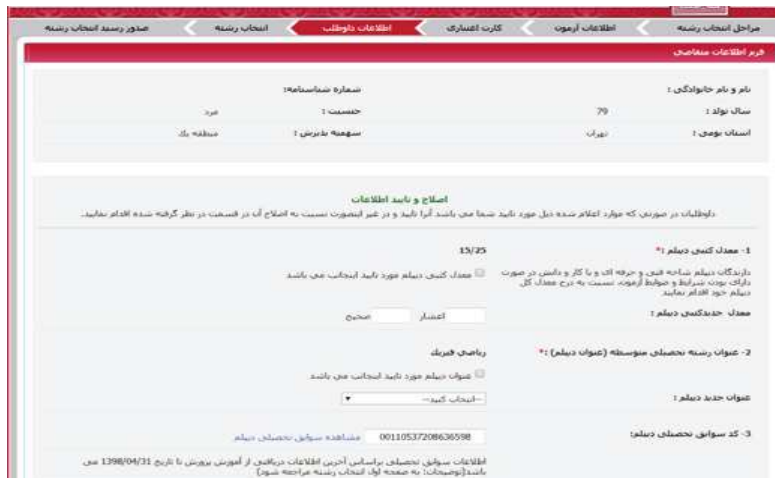 مراحل انتخاب رشته
اطلاعات آزمون
کارت اعتباری
اطلاعات داوطلب
انتخاب رشته
صدور رسید انتخاب رشته
فرم اطلاعات متقاضی
نام و نام خانوادگی :
شماره شناسنامه:
سال تولد : 79
جنسیت : مرد
استان بومی : تهران
سهمیه پذیرش : منطقه یك
اصلاح و تایید اطلاعات
داوطلبان در صورتی که موارد اعلام شده ذیل مورد تایید شما می باشد آنرا تایید و در غیر اینصورت نسبت به اصلاح آن در قسمت در نظر گرفته شده اقدام نمایید.
1- معدل کتبی دیپلم :*
15/25
دارندگان دیپلم شاخه فنی و حرفه ای و یا کار و دانش در صورت
دارای بودن شرایط و ضوابط آزمون، نسبت به درج معدل کل
دیپلم خود اقدام نمایند
معدل کتبی دیپلم مورد تایید اینجانب می باشد
معدل جدیدکتبی دیپلم :
اعشار
صحیح
2- عنوان رشته تحصیلی متوسطه (عنوان دیپلم) :*
ریاضی فیزیك
عنوان دیپلم مورد تایید اینجانب می باشد
عنوان جدید دیپلم :
--انتخاب کنید--
3- کد سوابق تحصیلی دیپلم:
00110537208636598
مشاهده سوابق تحصیلی دیپلم
اطلاعات سوابق تحصیلی براساس آخرین اطلاعات دریافتی از آموزش پرورش تا تاریخ 1398/04/31 می
باشد(توضیحات: به صفحه اول انتخاب رشته مراجعه شود)